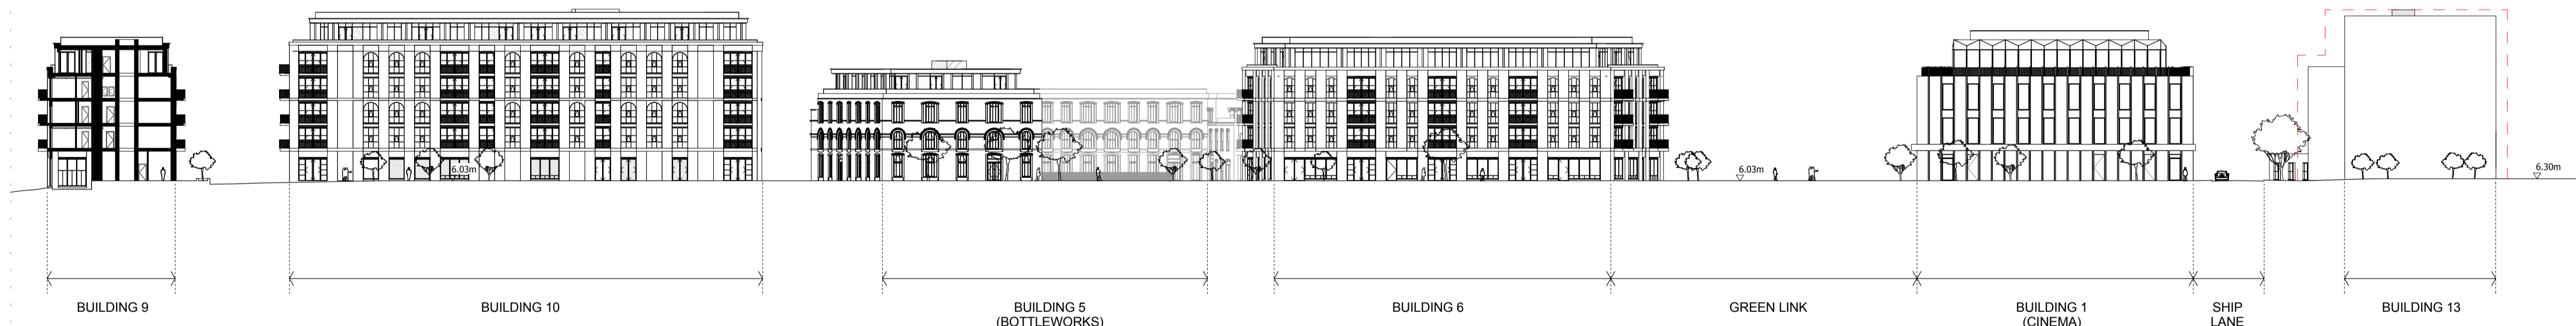 6.03m
6.03m
6.30m
BUILDING 9
BUILDING 10
BUILDING 5
(BOTTLEWORKS)
BUILDING 6
GREEN LINK
BUILDING 1
(CINEMA)
SHIP
LANE
BUILDING 13